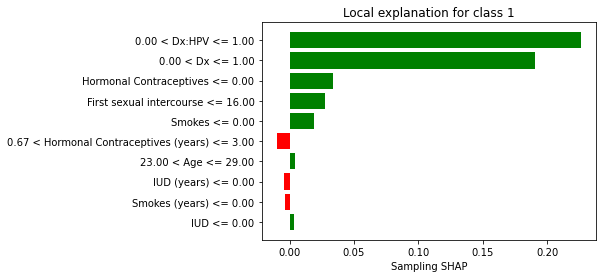 Local explanation for class 1
0.00 < Dx:HPV <= 1.00
0.00 < Dx <= 1.00
Hormonal Contraceptives <= 0.00
First sexual intercourse <= 16.00
Smokes <= 0.00
0.67 < Hormonal Contraceptives (years) <= 3.00
23.00 < Age <= 29.00
IUD (years) <= 0.00
Smokes (years) <= 0.00
IUD <= 0.00
0.00 0.05 0.10 0.15 0.20
Sampling SHAP